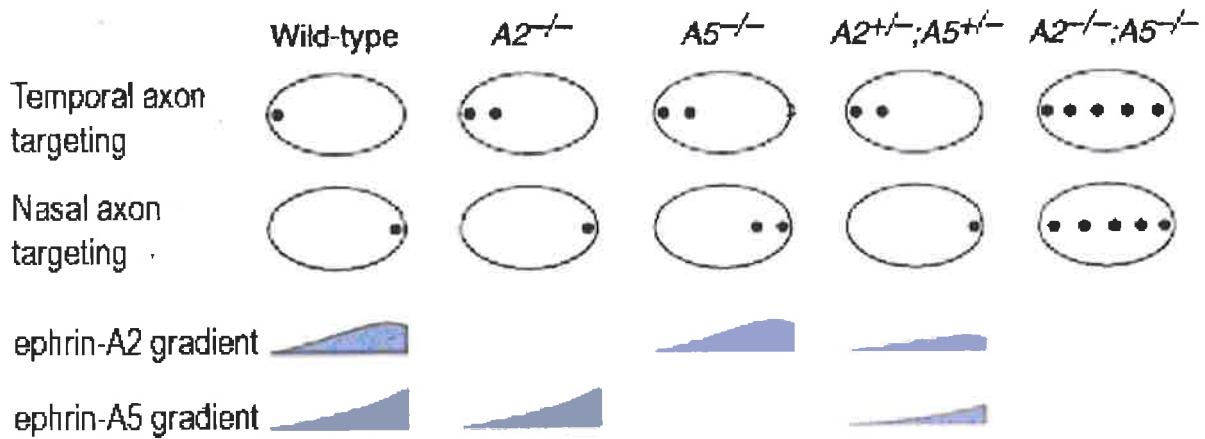 Wild-type A2−/− A5−/− A2+/−;A5+/− A2−/−;A5−/−
Temporal axon
targeting
Nasal axon
targeting
ephrin-A2 gradient
ephrin-A5 gradient